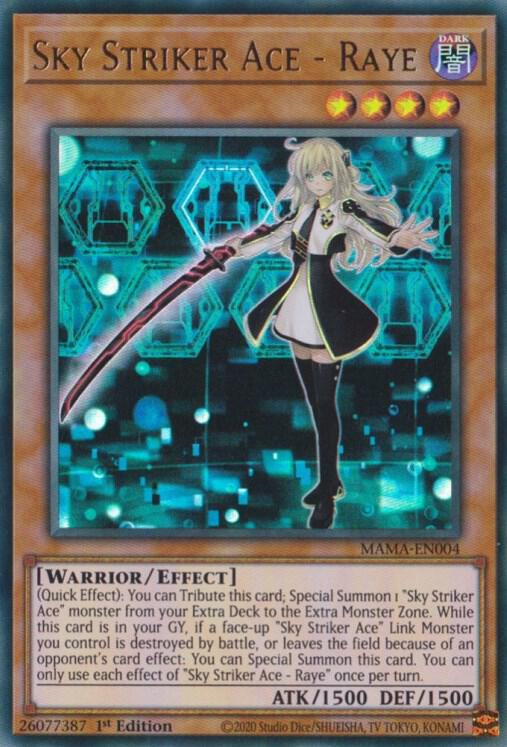 SKY STRIKER ACE - RAYE
DARK
闇
MAMA-EN004
[WARRIOR/EFFECT]
(Quick Effect): You can Tribute this card; Special Summon 1 "Sky Striker
Ace" monster from your Extra Deck to the Extra Monster Zone. While
this card is in your GY, if a face-up "Sky Striker Ace" Link Monster
you control is destroyed by battle, or leaves the field because of an
opponent's card effect: You can Special Summon this card. You can
only use each effect of "Sky Striker Ace - Raye" once per turn.
ATK/1500 DEF/1500
26077387 1st Edition ©2020 Studio Dice/SHUEISHA, TV TOKYO, KONAMI